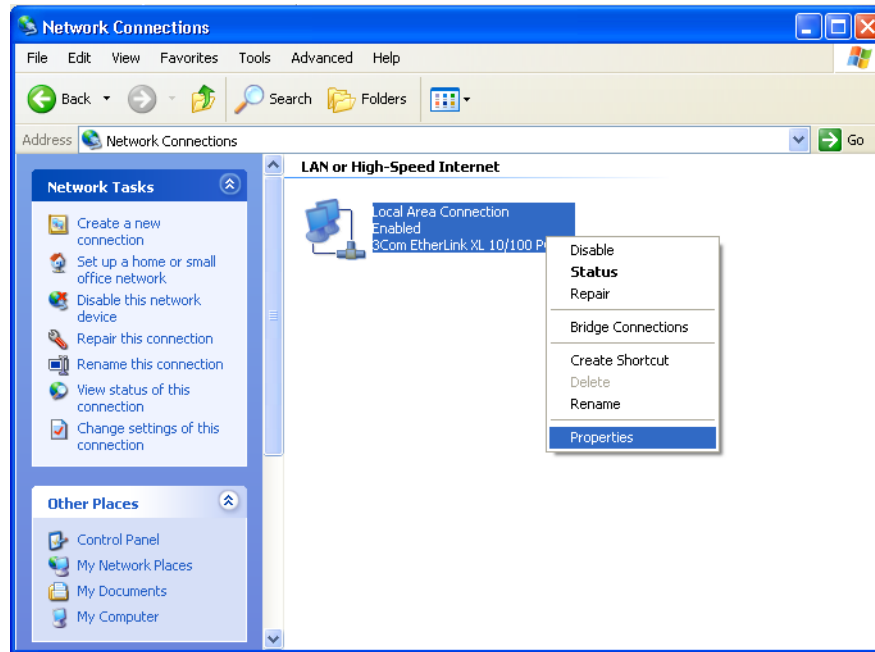 Network Connections
File Edit View Favorites Tools Advanced Help
Back Search Folders
Address Network Connections Go
Network Tasks
Create a new
connection
Set up a home or small
office network
Disable this network
device
Repair this connection
Rename this connection
View status of this
connection
Change settings of this
connection
Other Places
Control Panel
My Network Places
My Documents
My Computer
LAN or High-Speed Internet
Local Area Connection
Enabled
3Com EtherLink XL 10/100
Disable
Status
Repair
Bridge Connections
Create Shortcut
Delete
Rename
Properties